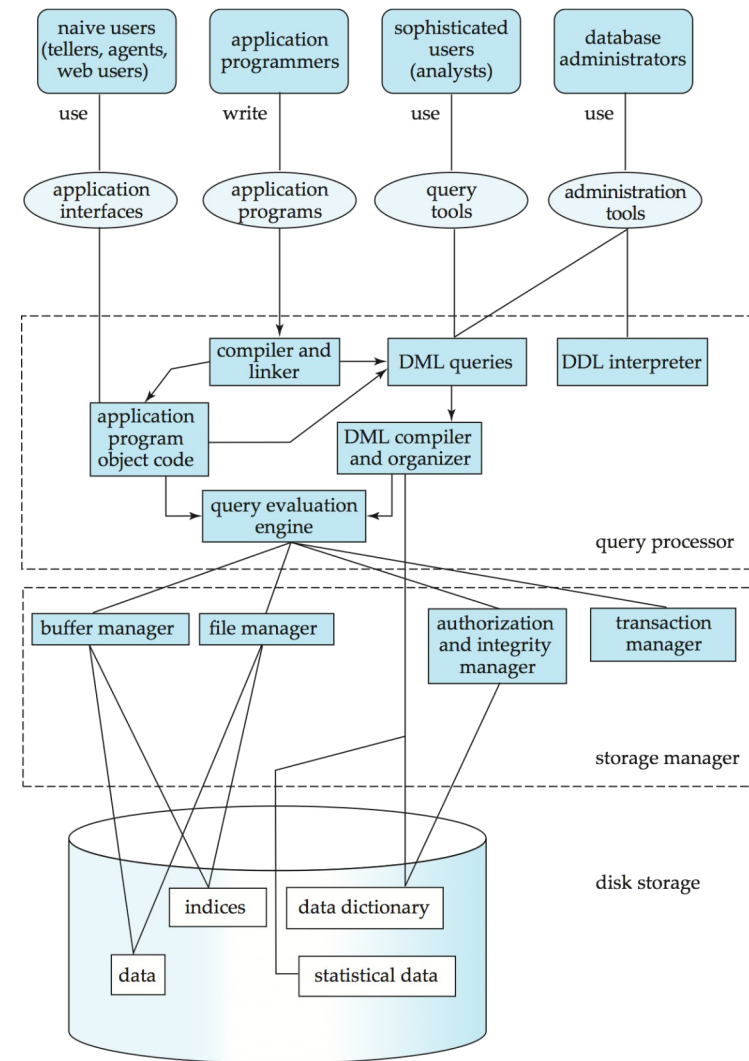 naive users
(tellers, agents,
web users)
application
programmers
sophisticated
users
(analysts)
database
administrators
use
write
use
use
application
interfaces
application
programs
query
tools
administration
tools
compiler and
linker
DML queries
DDL interpreter
application
program
object code
DML compiler
and organizer
query evaluation
engine
query processor
buffer manager
file manager
authorization
and integrity
manager
transaction
manager
storage manager
disk storage
indices
data dictionary
data
statistical data